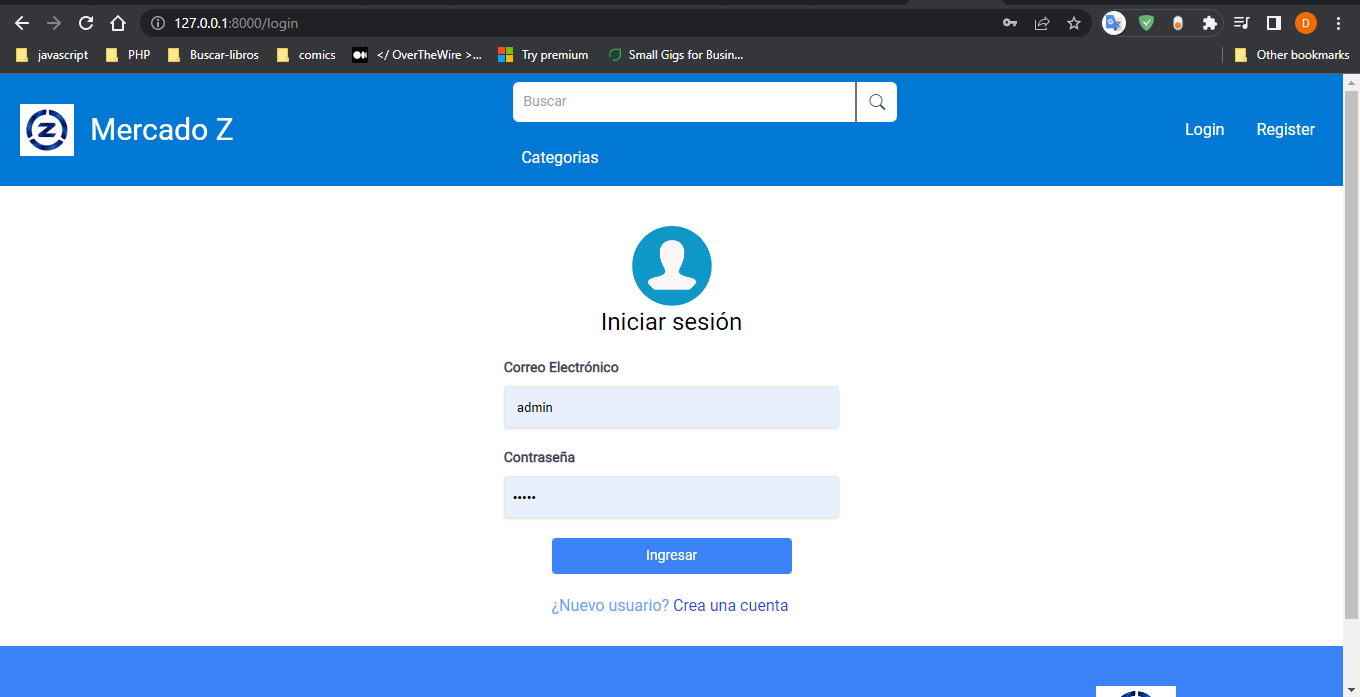 127.0.0.1:8000/login
javascript PHP Buscar-libros comics </ OverTheWire >... Try premium Small Gigs for Busin... Other bookmarks
D
Z Mercado Z
Buscar
Login Register
Categorias
Iniciar sesión
Correo Electrónico
admin
Contraseña
•••••
Ingresar
¿Nuevo usuario? Crea una cuenta